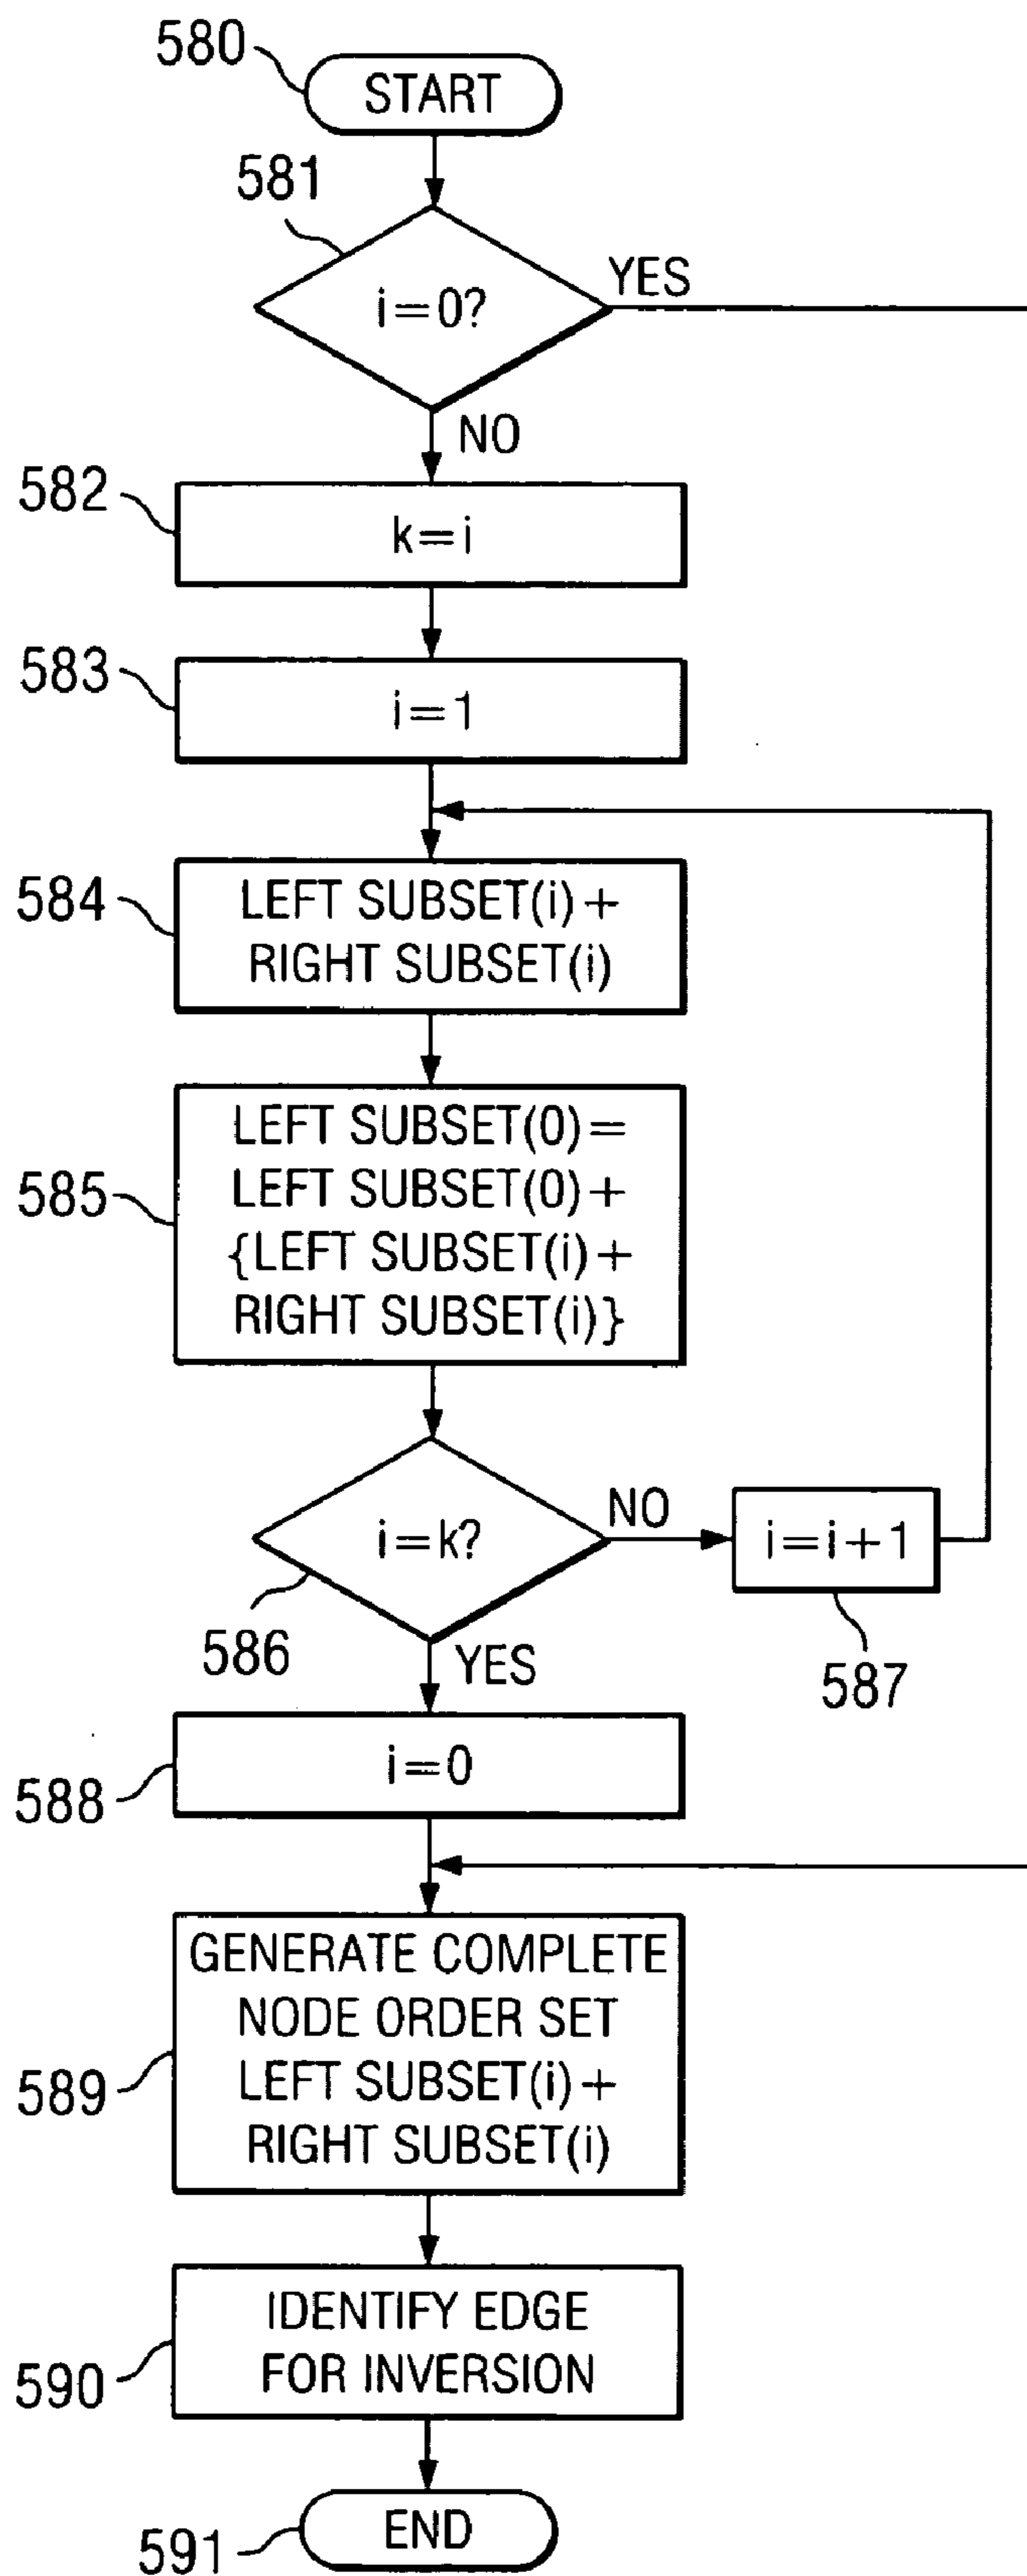 580
START
581
i=0?
YES
NO
582
k=i
583
i=1
584
LEFT SUBSET(i)+
RIGHT SUBSET(i)
585
LEFT SUBSET(0)=
LEFT SUBSET(0)+
{LEFT SUBSET(i)+
RIGHT SUBSET(i)}
i=k?
NO
i=i+1
586
587
YES
i=0
588
GENERATE COMPLETE
NODE ORDER SET
LEFT SUBSET(i)+
RIGHT SUBSET(i)
589
IDENTIFY EDGE
FOR INVERSION
590
END
591